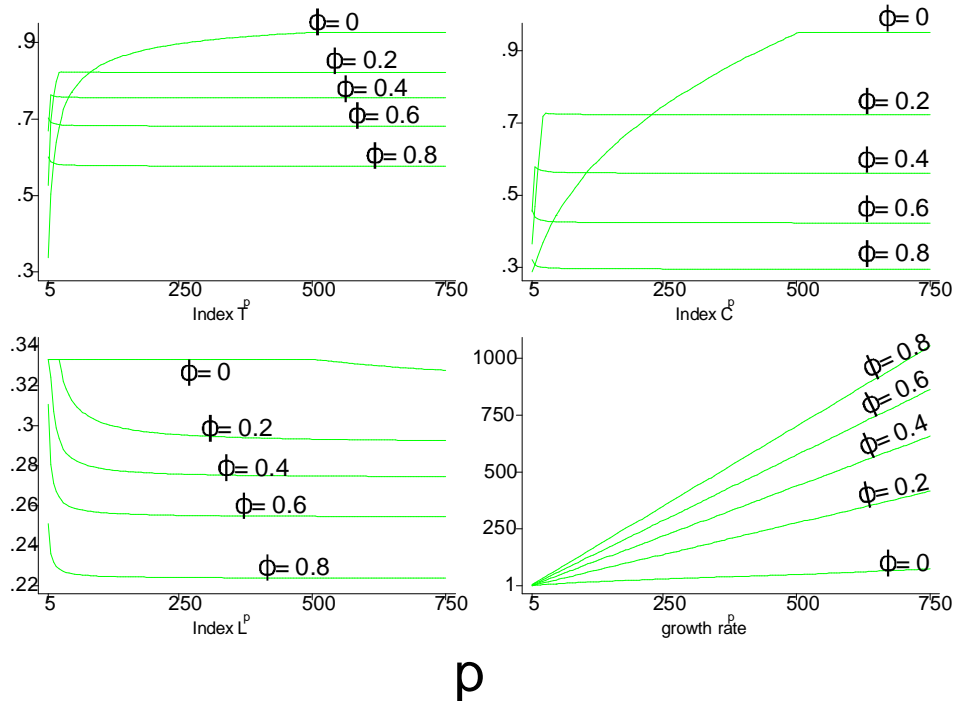 ϕ= 0
.9
ϕ= 0.2
ϕ= 0.4
.7
ϕ= 0.6
ϕ= 0.8
.5
.3
5 250 500 750
p
Index T
ϕ= 0
.9
ϕ= 0.2
.7
ϕ= 0.4
.5
ϕ= 0.6
ϕ= 0.8
.3
5 250 500 750
p
Index C
.34
ϕ= 0
.32
.3
ϕ= 0.2
.28
ϕ= 0.4
.26
ϕ= 0.6
.24
ϕ= 0.8
.22
5 250 500 750
p
Index L
1000
ϕ= 0.8
ϕ= 0.6
750
ϕ= 0.4
500
ϕ= 0.2
250
ϕ= 0
1
5 250 500 750
p
growth rate
p